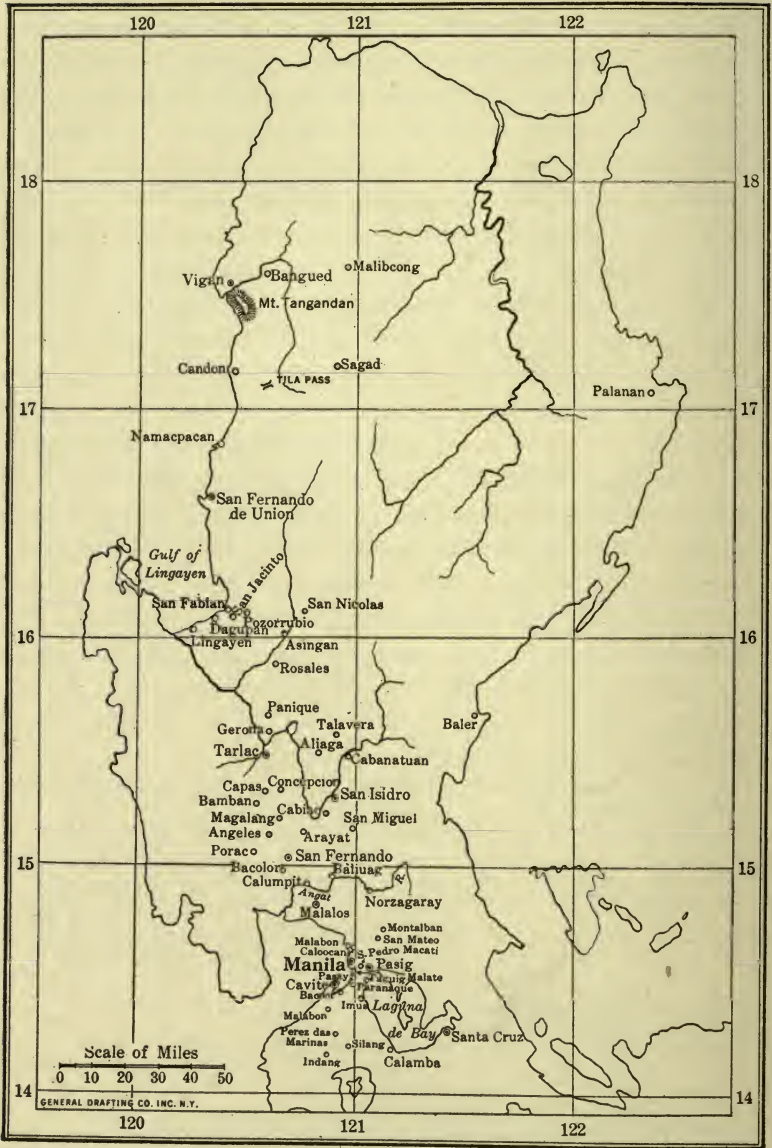 120 121 122
18 18
Vigan
Bangued
Malibcong
Mt. Tangandan
Candon
Sagad
TILA PASS
Palanan
17 17
Namacpacan
San Fernando
de Union
Gulf of
Lingayen
San Jacinto
San Fabian
San Nicolas
Pozorrubio
Dagupan
16 16
Lingayen
Asingan
Rosales
Panique
Gerona
Talavera
Baler
Aliaga
Tarlac
Cabanatuan
Capas
Concepcion
Bamban
San Isidro
Cabiao
Magalang
San Miguel
Angeles
Arayat
Porac
San Fernando
15 15
Bacolor
Baliuag
Calumpit
R.
Angat
Norzagaray
Malalos
Montalban
Malabon
San Mateo
Caloocan
S. Pedro Macati
Manila
Pasig
Pasay
Taguig
Malate
Cavite
Paranaque
Bacoor
Imus
Laguna
Malabon
de Bay
Santa Cruz
Perez das
Marinas
Silang
Scale of Miles
Calamba
Indang
0 10 20 30 40 50
14 14
GENERAL DRAFTING CO. INC. N.Y.
120 121 122